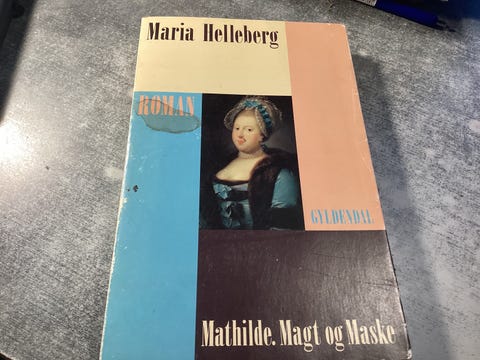 Maria Helleberg
ROMAN
GYLDENDAL
Mathilde. Magt og Maske